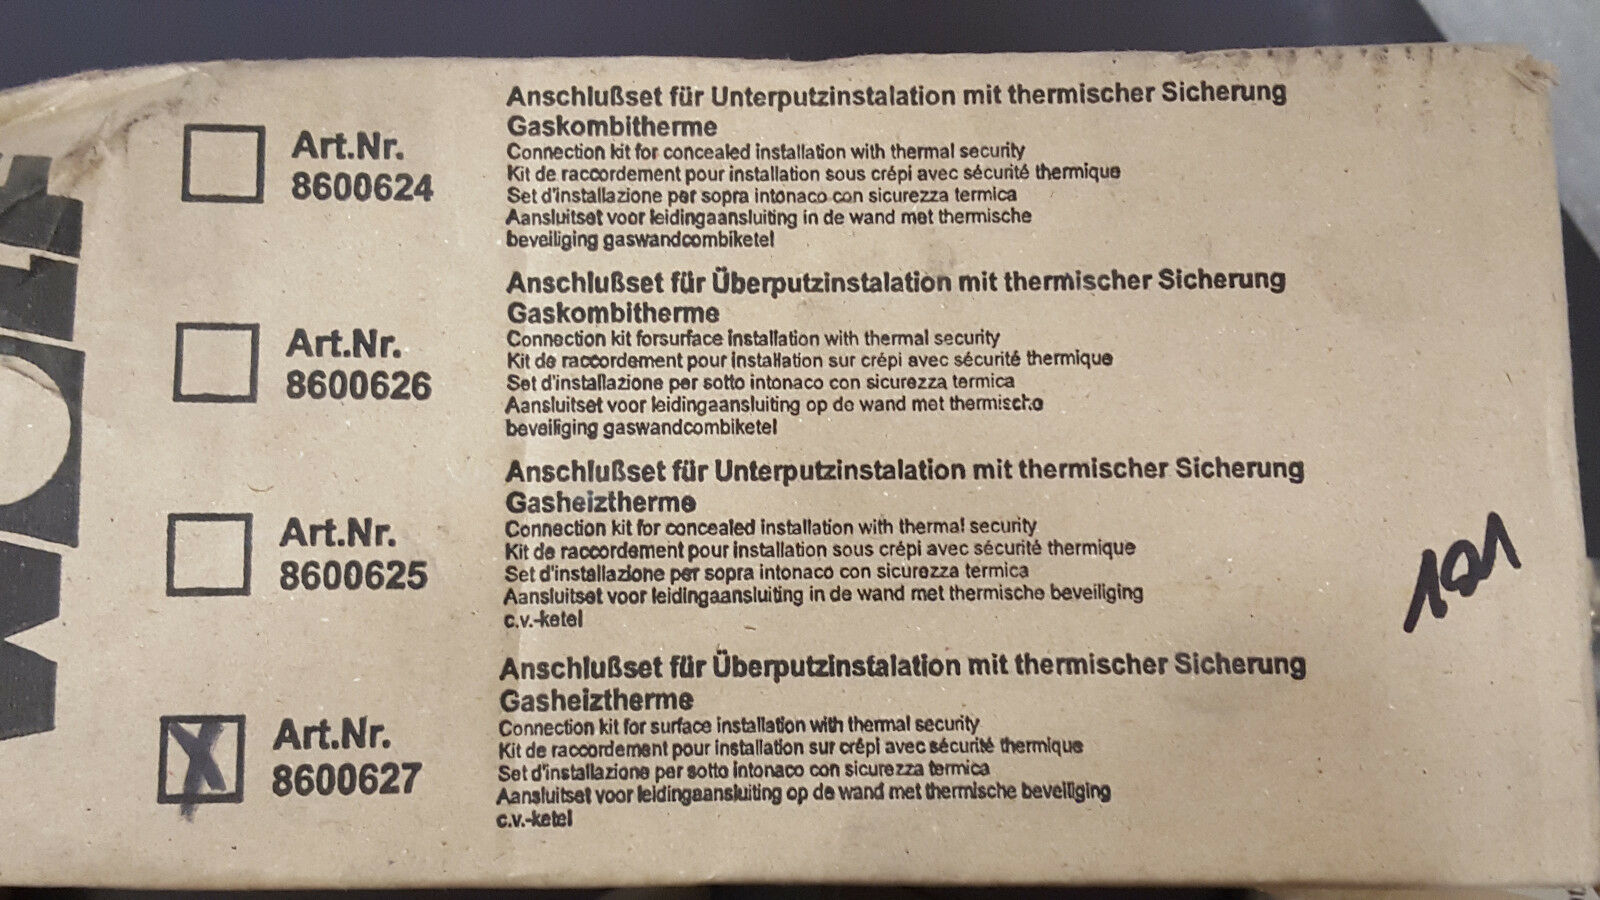 WOLF
Art.Nr.
8600624
Anschlußset für Unterputzinstalation mit thermischer Sicherung
Gaskombitherme
Connection kit for concealed installation with thermal security
Kit de raccordement pour installation sous crépi avec sécurité thermique
Set d'installazione per sopra intonaco con sicurezza termica
Aansluitset voor leidingaansluiting in de wand met thermische
beveiliging gaswandcombiketel
Art.Nr.
8600626
Anschlußset für Überputzinstalation mit thermischer Sicherung
Gaskombitherme
Connection kit forsurface installation with thermal security
Kit de raccordement pour installation sur crépi avec sécurité thermique
Set d'installazione per sotto intonaco con sicurezza termica
Aansluitset voor leidingaansluiting op de wand met thermische
beveiliging gaswandcombiketel
Art.Nr.
8600625
Anschlußset für Unterputzinstalation mit thermischer Sicherung
Gasheiztherme
Connection kit for concealed installation with thermal security
Kit de raccordement pour installation sous crépi avec sécurité thermique
Set d'installazione per sopra intonaco con sicurezza termica
Aansluitset voor leidingaansluiting in de wand met thermische beveiliging
c.v.-ketel
X
Art.Nr.
8600627
Anschlußset für Überputzinstalation mit thermischer Sicherung
Gasheiztherme
Connection kit for surface installation with thermal security
Kit de raccordement pour installation sur crépi avec sécurité thermique
Set d'installazione per sotto intonaco con sicurezza termica
Aansluitset voor leidingaansluiting op de wand met thermische beveiliging
c.v.-ketel